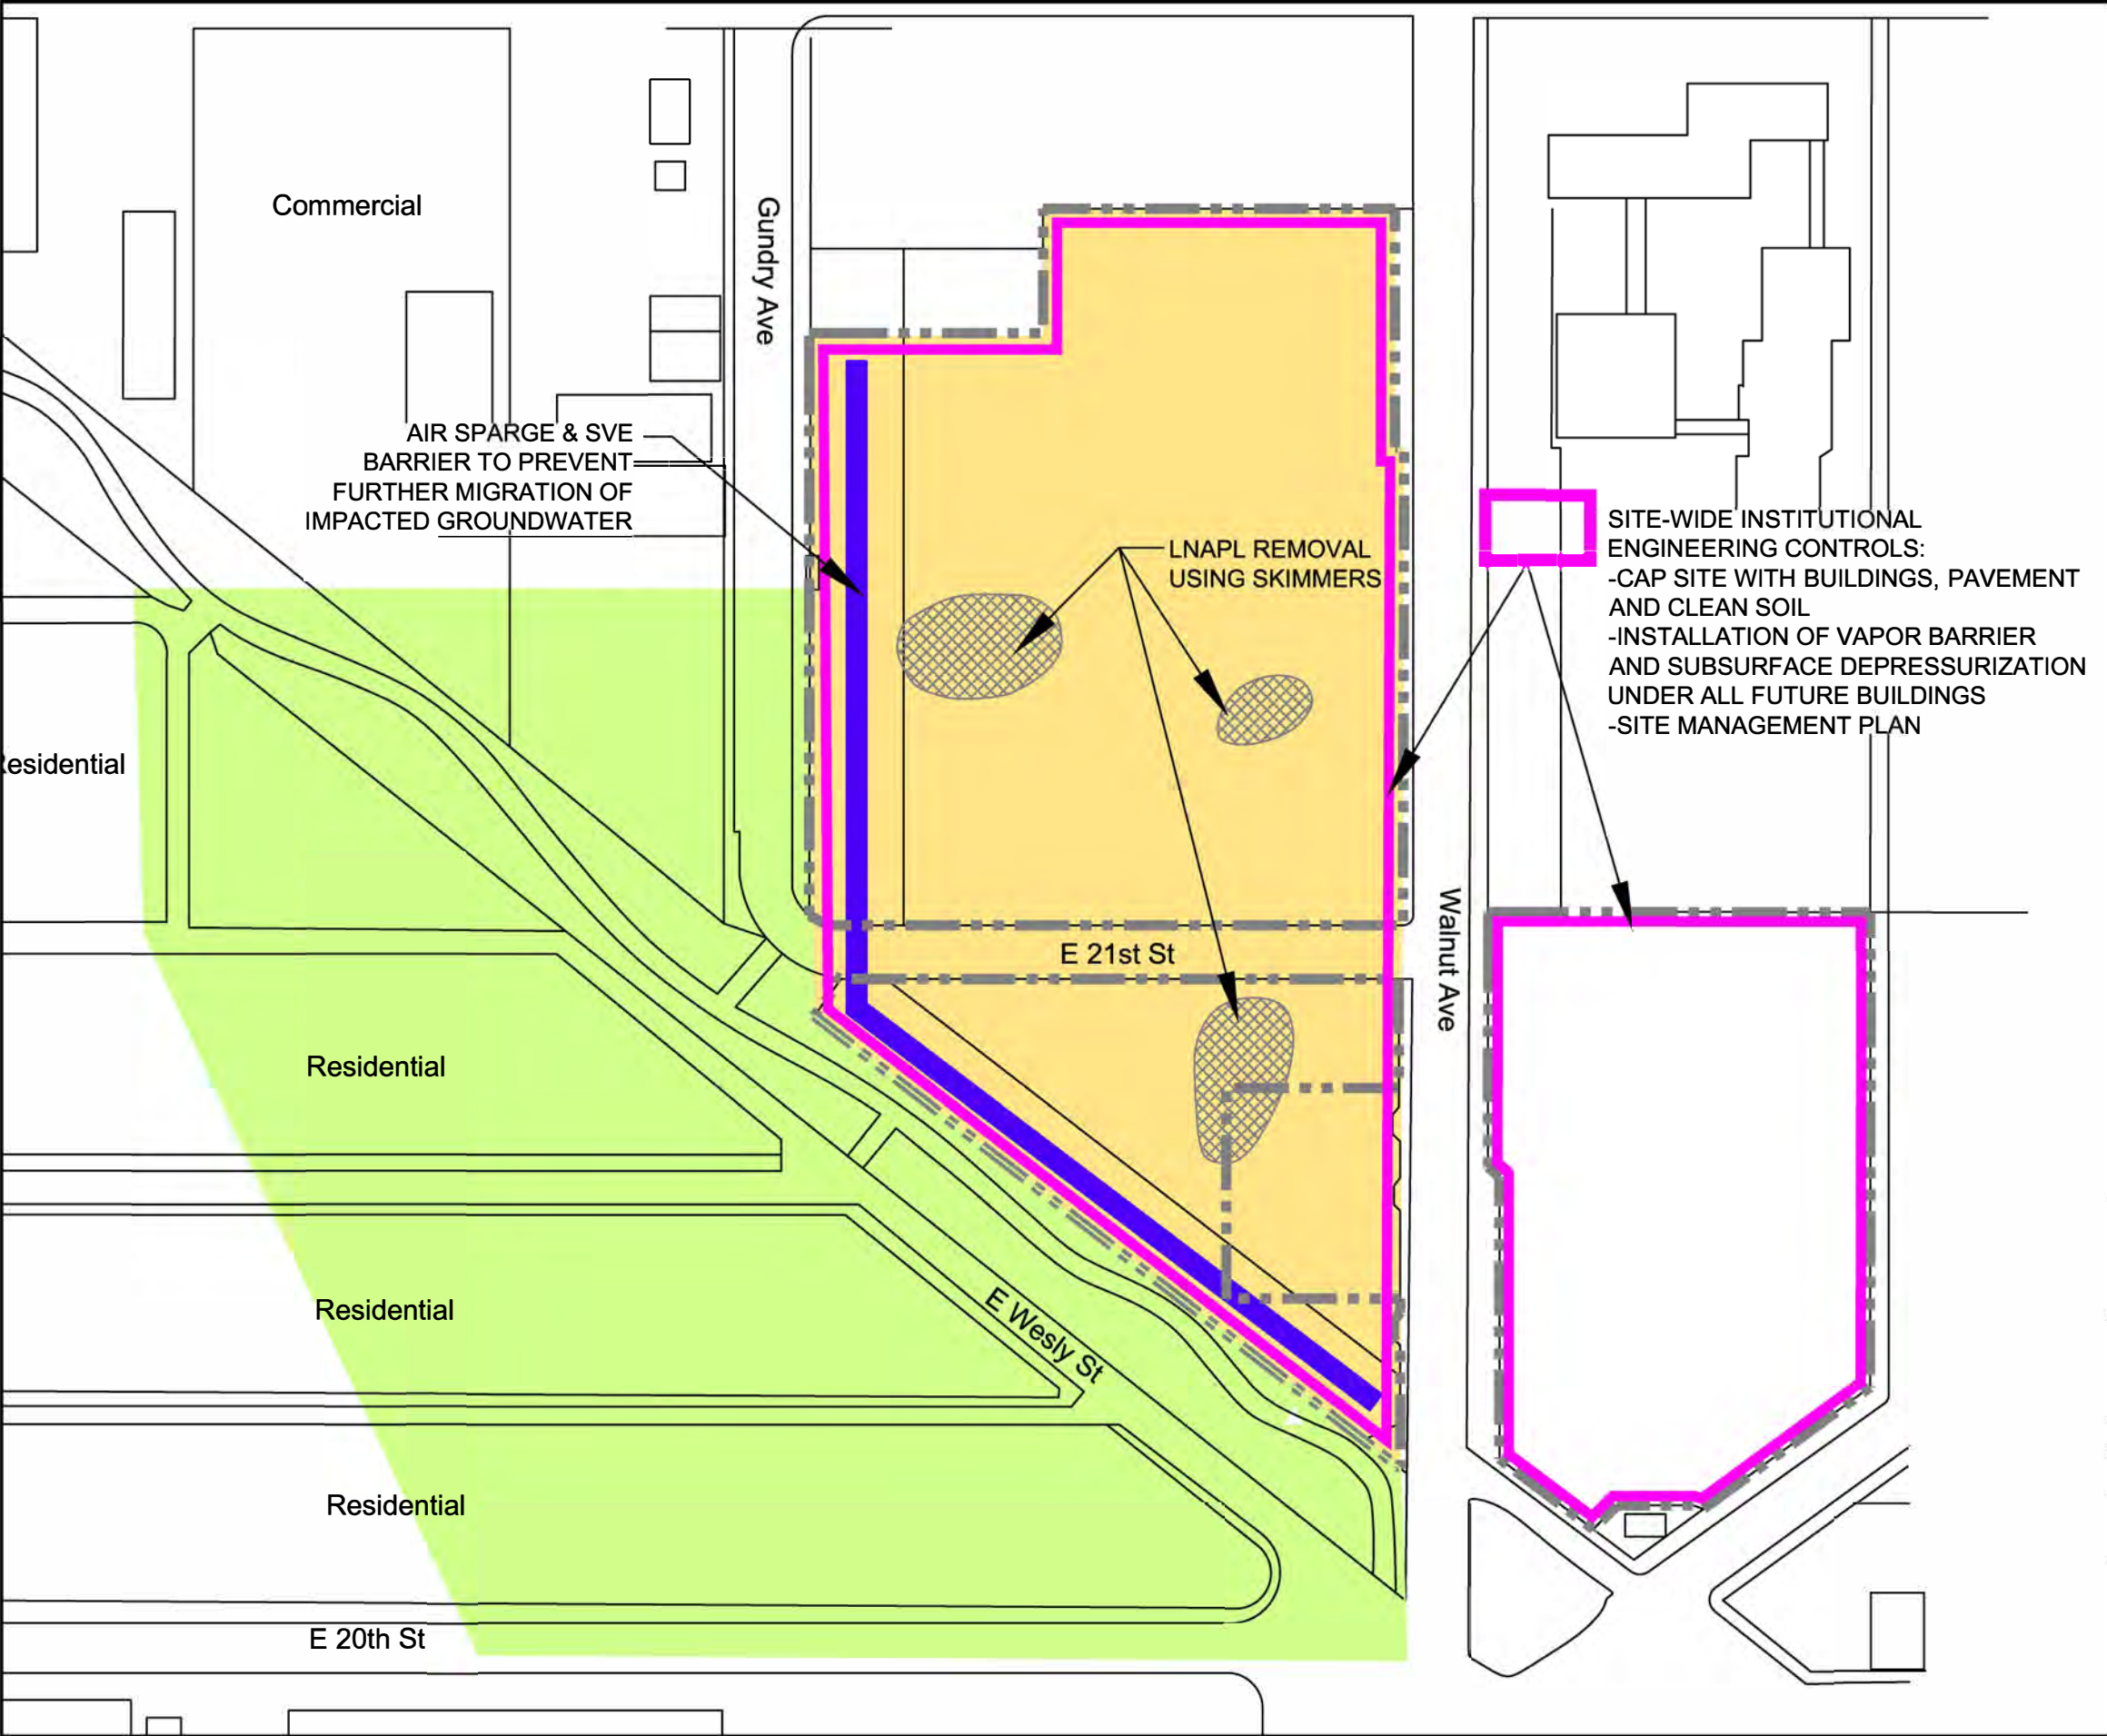 Commercial
Gundry Ave
AIR SPARGE & SVE
BARRIER TO PREVENT
FURTHER MIGRATION OF
IMPACTED GROUNDWATER
LNAPL REMOVAL
USING SKIMMERS
SITE-WIDE INSTITUTIONAL
ENGINEERING CONTROLS:
-CAP SITE WITH BUILDINGS, PAVEMENT
AND CLEAN SOIL
-INSTALLATION OF VAPOR BARRIER
AND SUBSURFACE DEPRESSURIZATION
UNDER ALL FUTURE BUILDINGS
-SITE MANAGEMENT PLAN
Residential
E 21st St
Walnut Ave
Residential
Residential
E Wesly St
Residential
E 20th St